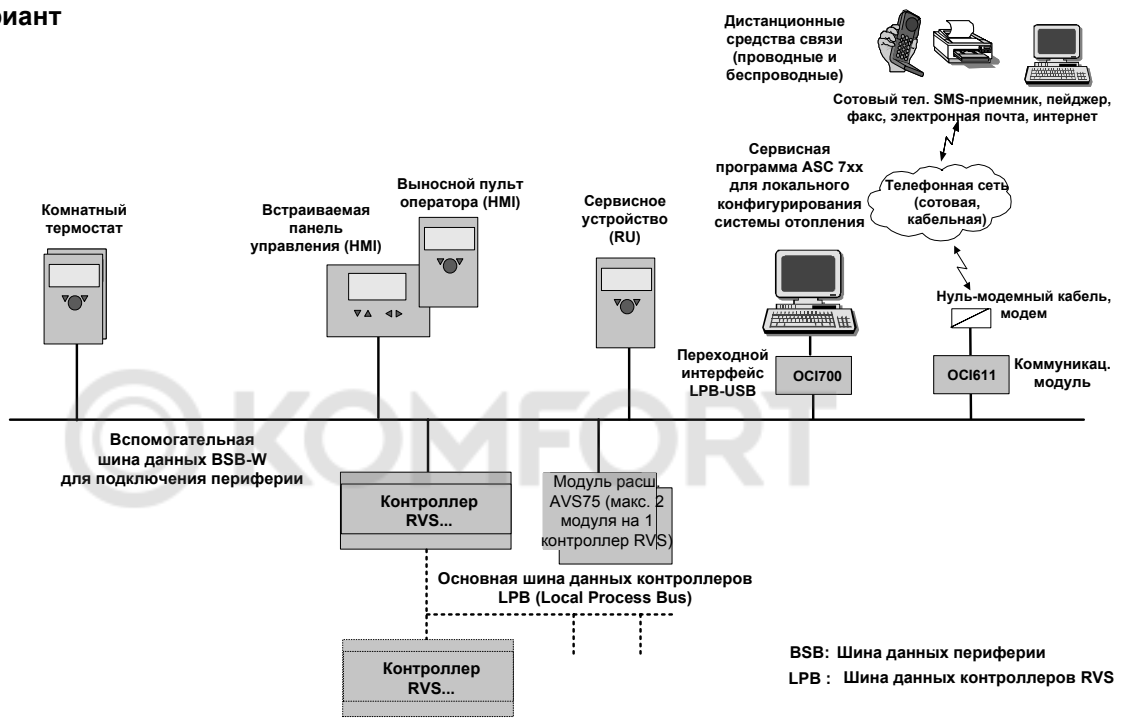 риант
Дистанционные
средства связи
(проводные и
беспроводные)
Сотовый тел. SMS-приемник, пейджер,
факс, электронная почта, интернет
Сервисная
программа ASC 7xx
для локального
конфигурирования
системы отопления
Телефонная сеть
(сотовая,
кабельная)
Комнатный
термостат
Встраиваемая
панель
управления (HMI)
Выносной пульт
оператора (HMI)
Сервисное
устройство
(RU)
Нуль-модемный кабель,
модем
Переходной
интерфейс
LPB-USB
OCI700
OCI611
Коммуникац.
модуль
KOMFORT
Вспомогательная
шина данных BSB-W
для подключения периферии
Контроллер
RVS...
Модуль расш.
AVS75 (макс. 2
модуля на 1
контроллер RVS)
Основная шина данных контроллеров
LPB (Local Process Bus)
Контроллер
RVS...
BSB: Шина данных периферии
LPB : Шина данных контроллеров RVS